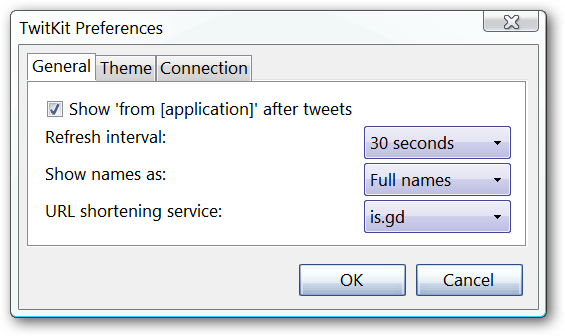 TwitKit Preferences
General Theme Connection
Show 'from [application]' after tweets
Refresh interval: 30 seconds
Show names as: Full names
URL shortening service: is.gd
OK Cancel